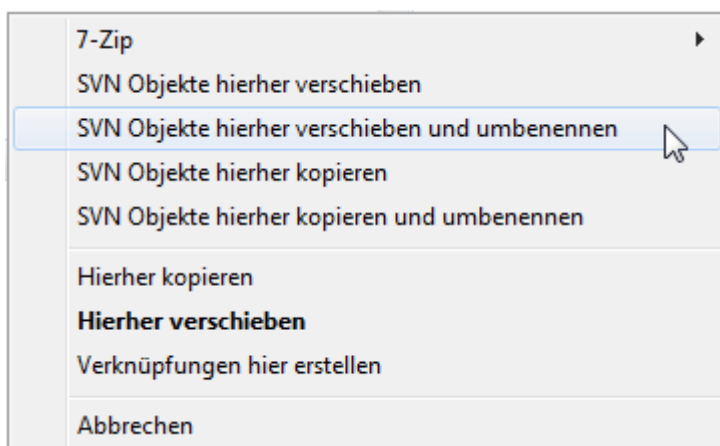 7-Zip
SVN Objekte hierher verschieben
SVN Objekte hierher verschieben und umbenennen
SVN Objekte hierher kopieren
SVN Objekte hierher kopieren und umbenennen
Hierher kopieren
Hierher verschieben
Verknüpfungen hier erstellen
Abbrechen